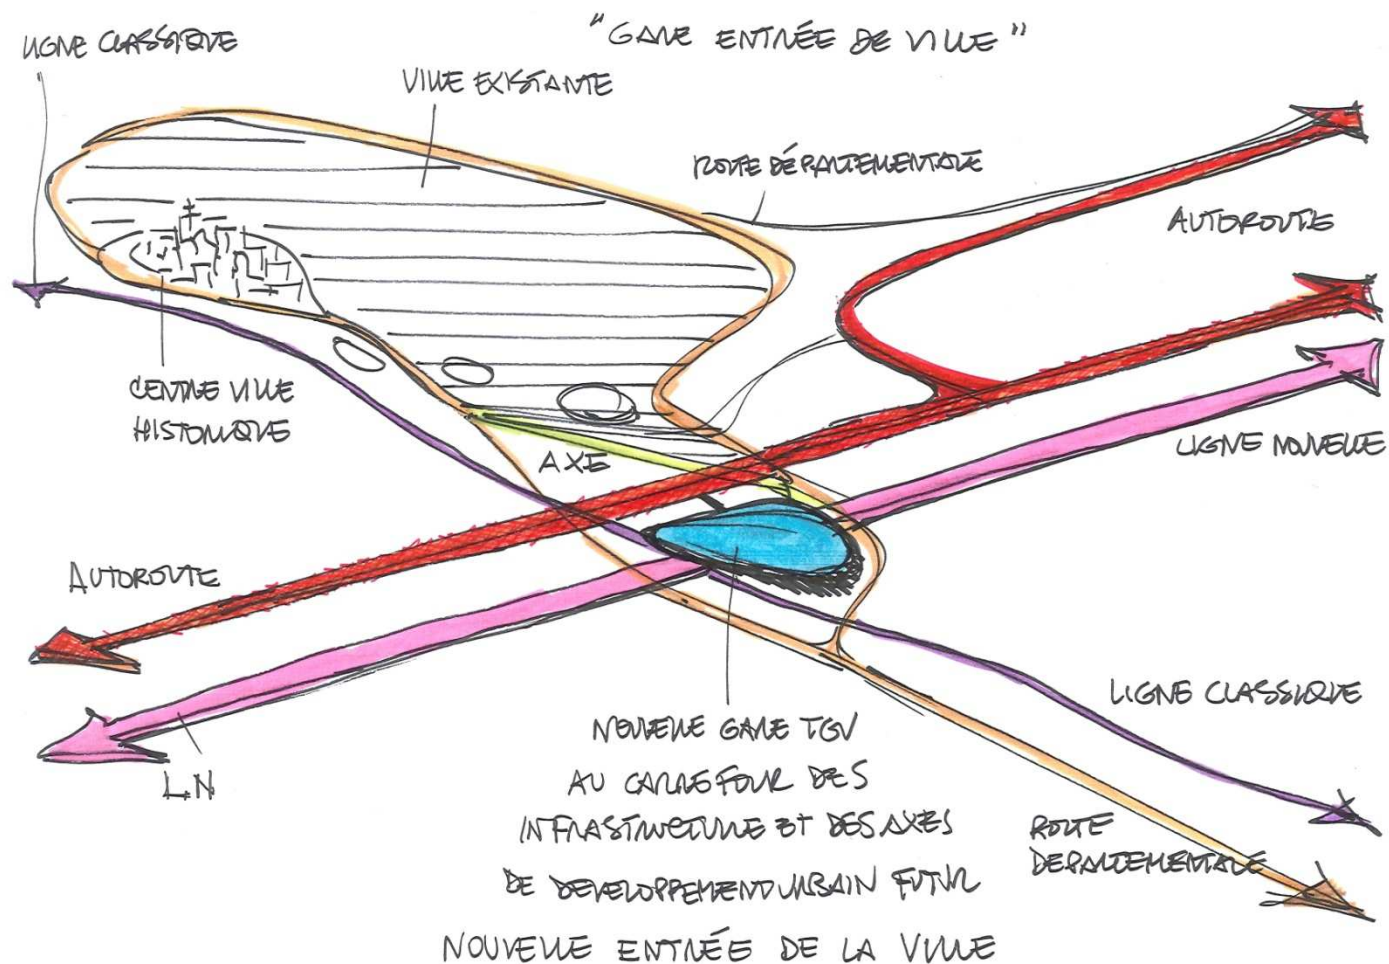 "GARE ENTRÉE DE VILLE"
LIGNE CLASSIQUE
VILLE EXISTANTE
ROUTE DÉPARTEMENTALE
AUTOROUTE
CENTRE VILLE
HISTORIQUE
AXE
LIGNE NOUVELLE
AUTOROUTE
LIGNE CLASSIQUE
LN
NOUVELLE GARE TGV
AU CARREFOUR DES
INFRASTRUCTURE ET DES AXES
DE DEVELOPPEMENT URBAIN FUTUR
NOUVELLE ENTRÉE DE LA VILLE
ROUTE
DEPARTEMENTALE